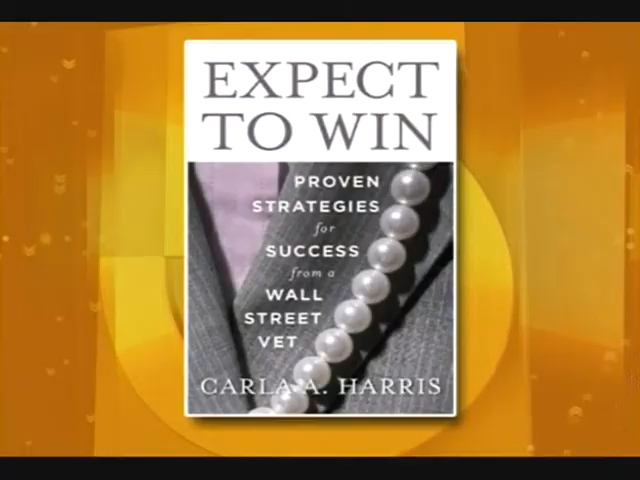 EXPECT
TO WIN
PROVEN
STRATEGIES
for
SUCCESS
from a
WALL
STREET
VET
CARLA A. HARRIS